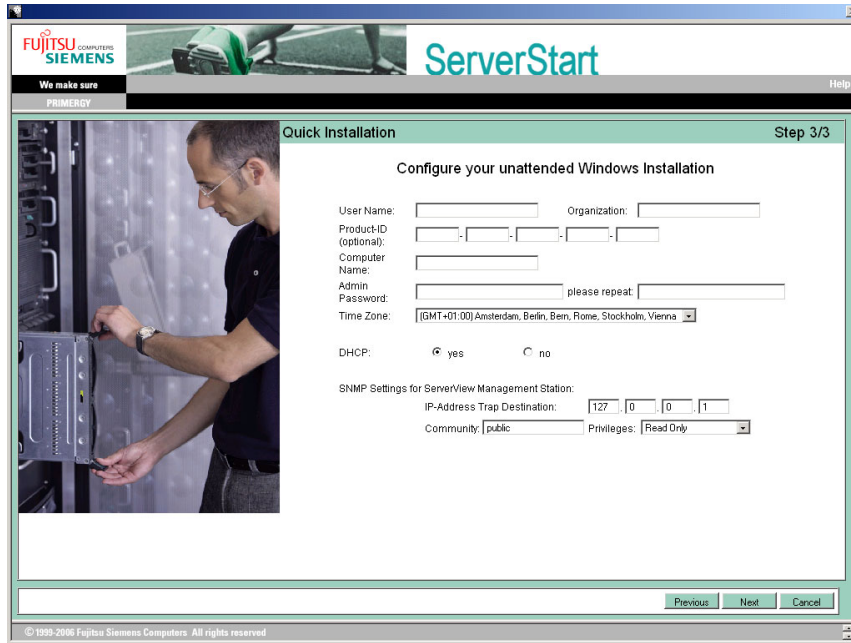 FUJITSU COMPUTERS
SIEMENS
ServerStart
We make sure
Help
PRIMERGY
Quick Installation
Step 3/3
Configure your unattended Windows Installation
User Name:
Organization:
Product-ID
(optional):
- - - -
Computer
Name:
Admin
Password:
please repeat:
Time Zone:
(GMT+01:00) Amsterdam, Berlin, Bern, Rome, Stockholm, Vienna
DHCP:
yes
no
SNMP Settings for ServerView Management Station:
IP-Address Trap Destination:
127 . 0 . 0 . 1
Community: public
Privileges: Read Only
Previous
Next
Cancel
© 1999-2006 Fujitsu Siemens Computers All rights reserved